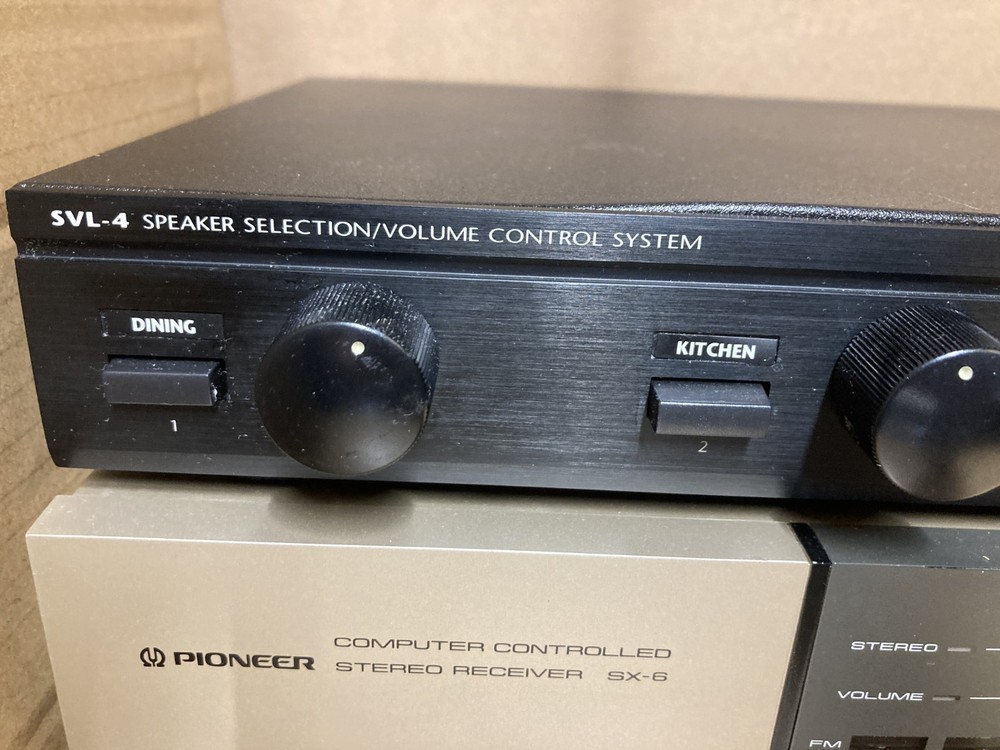 SVL-4 SPEAKER SELECTION/VOLUME CONTROL SYSTEM
DINING
1
KITCHEN
2
PIONEER
COMPUTER CONTROLLED
STEREO RECEIVER SX-6
STEREO
VOLUME
FM